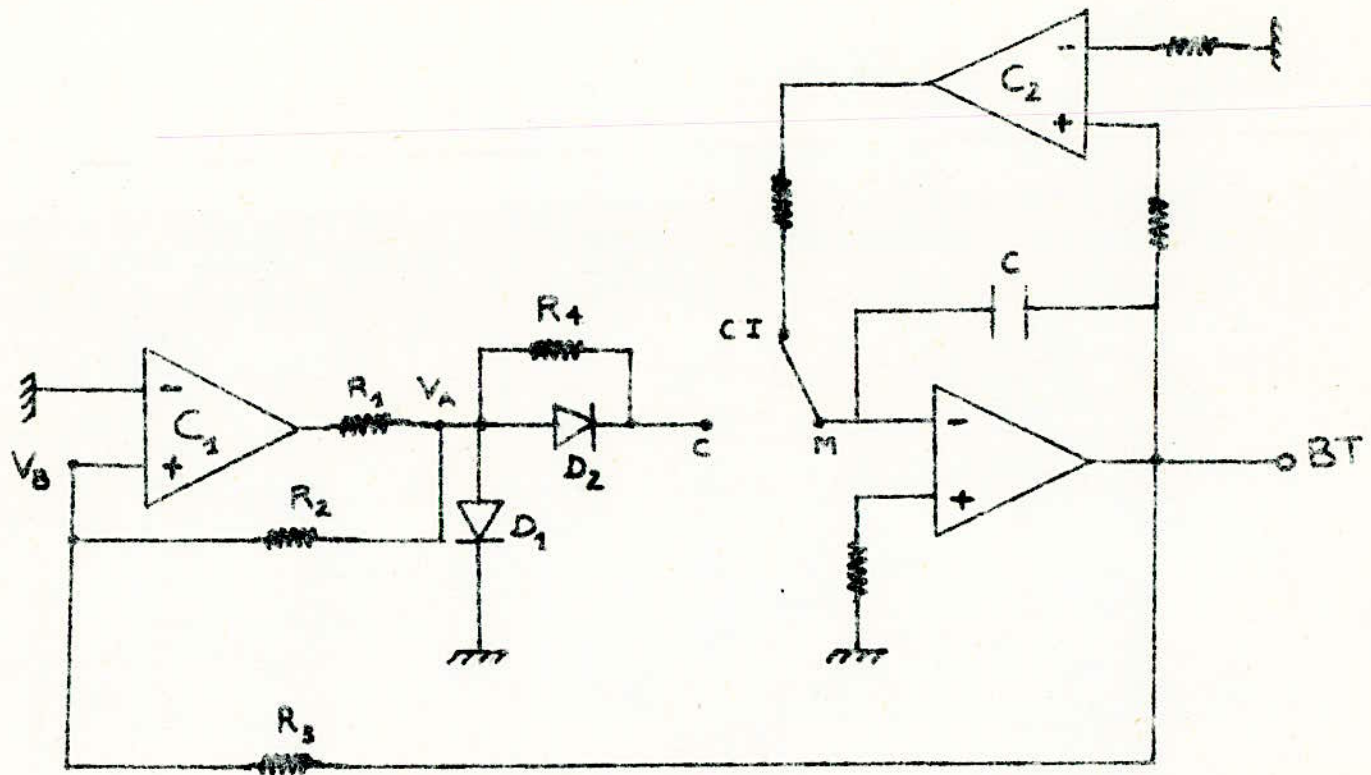 -
C₂
+
C
R₄
CI
-
C₁
+
R₁
VA
C
M
-
+
BT
VB
D₂
R₂
D₁
R₃